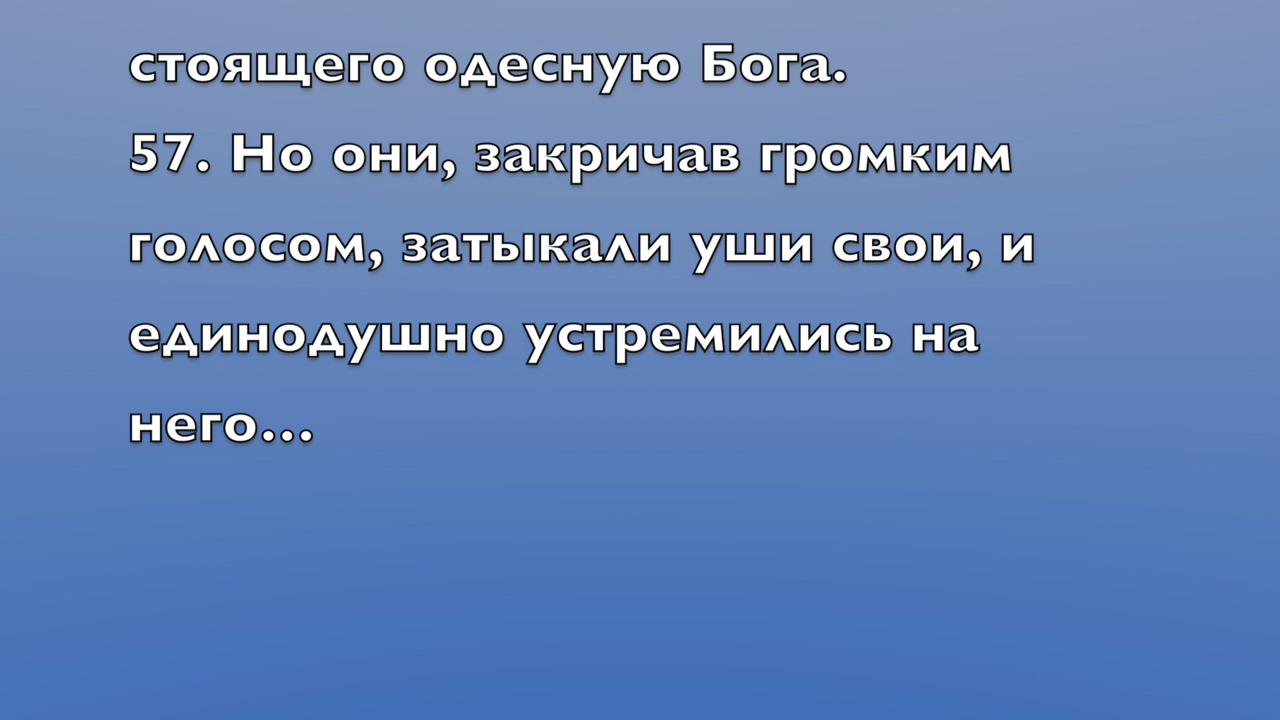 стоящего одесную Бога.
57. Но они, закричав громким
голосом, затыкали уши свои, и
единодушно устремились на
него...